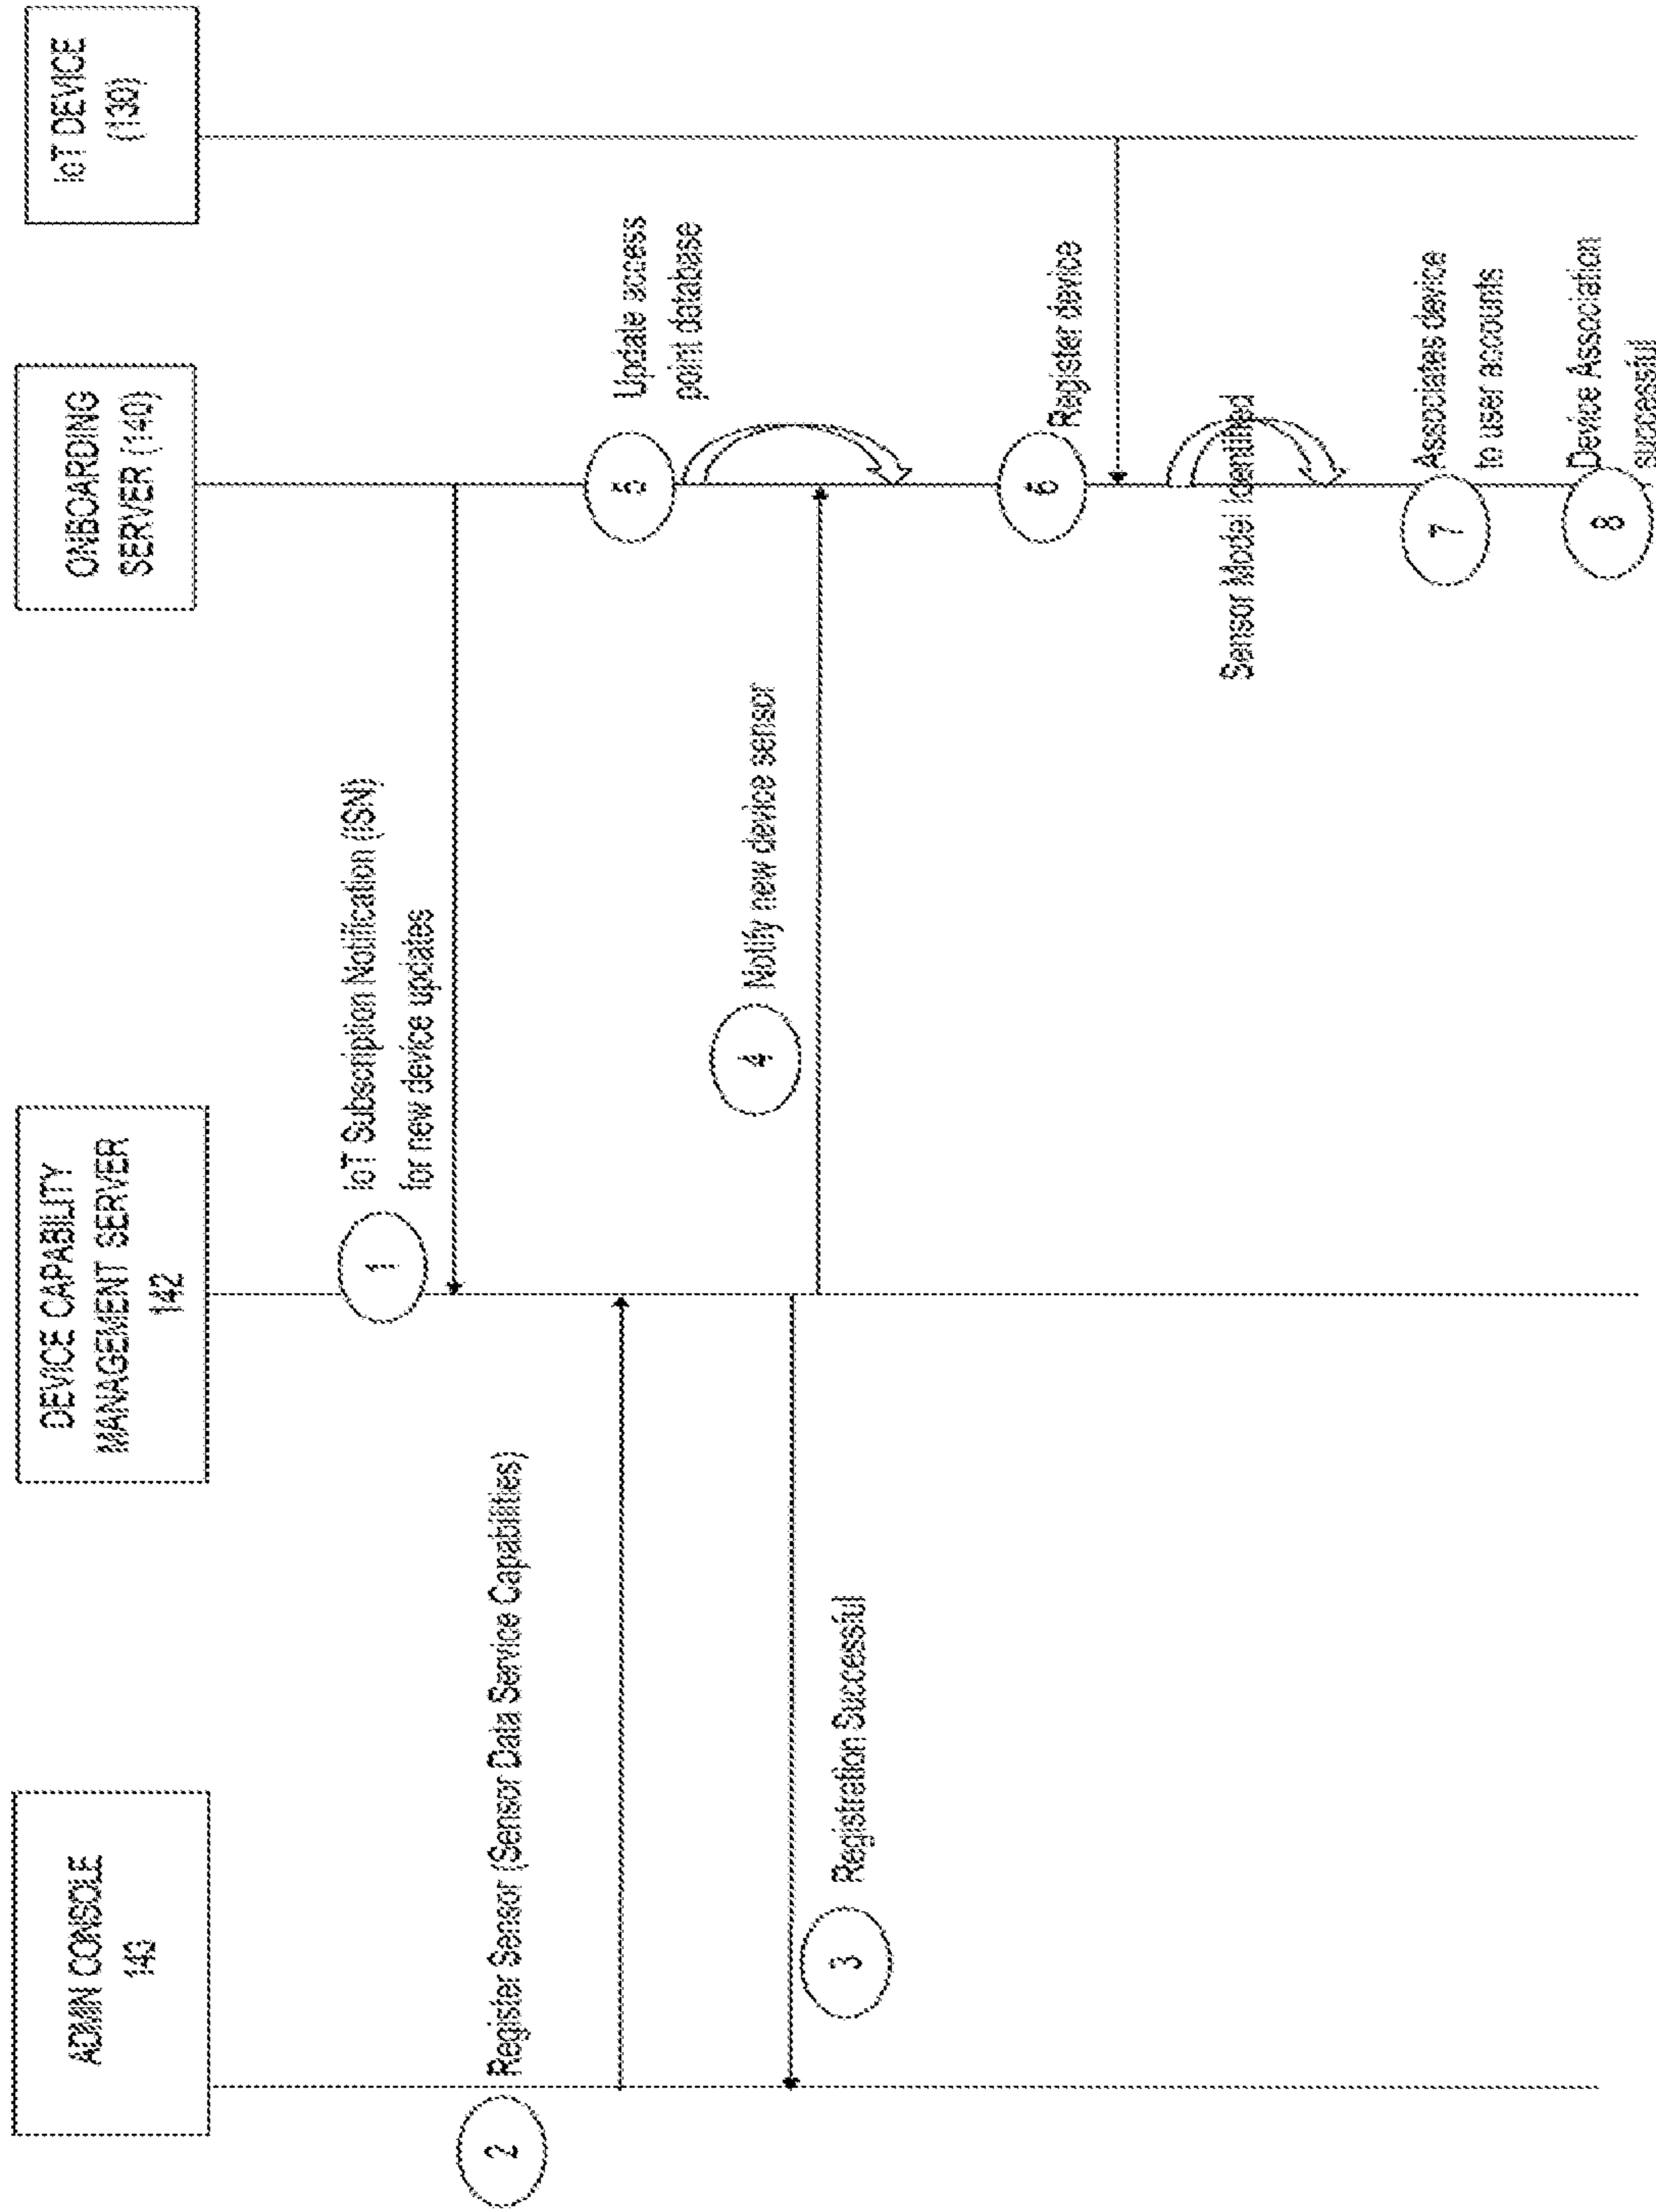 ADMIN CONSOLE
143
DEVICE CAPABILITY
MANAGEMENT SERVER
142
ONBOARDING
SERVER (140)
IoT DEVICE
(130)
1
IoT Subscription Notification (ISN)
for new device updates
2
Register Sensor (Sensor Data Service Capabilities)
5
Update access
point database
4
Notify new device sensor
3
Registration Successful
6
Register device
Sensor Model Identified
7
Associates device
to user accounts
8
Device Association
successful